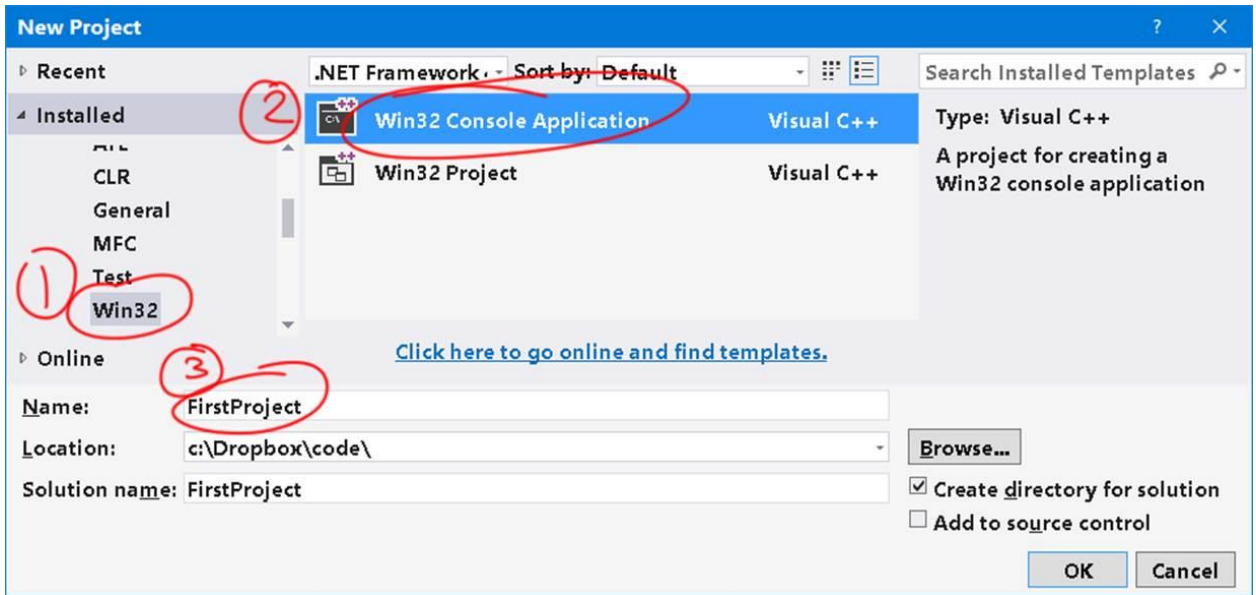 New Project
? ×
Recent
.NET Framework 4 Sort by: Default
Search Installed Templates
Installed
2
Win32 Console Application Visual C++
Type: Visual C++
A project for creating a
Win32 console application
CLR
Win32 Project Visual C++
General
MFC
1
Test
Win32
Online
Click here to go online and find templates.
3
Name: FirstProject
Location: c:\Dropbox\code\
Browse...
Solution name: FirstProject
Create directory for solution
Add to source control
OK Cancel